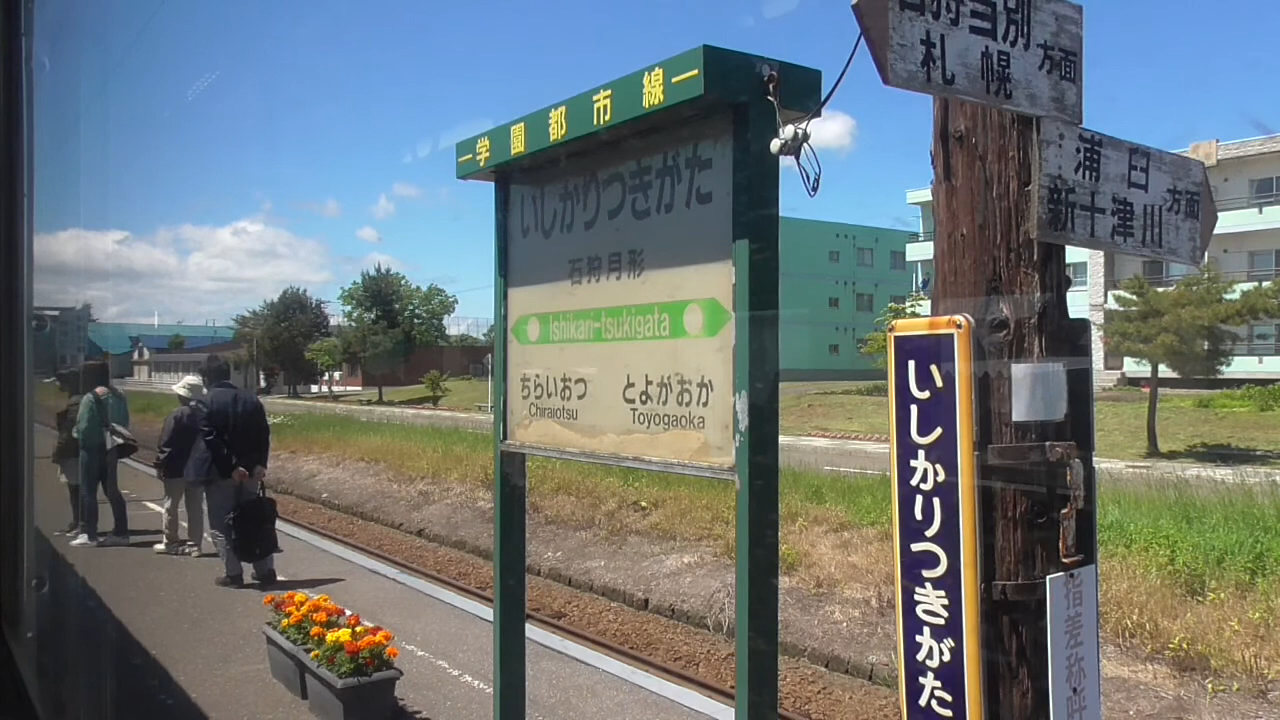 ー学園都市線ー
いしかりつきがた
石狩月形
Ishikari-tsukigata
ちらいおつ とよがおか
Chiraiotsu Toyogaoka
石狩当別
札幌 方面
浦臼
新十津川 方面
いしかりつきがた
指差称呼